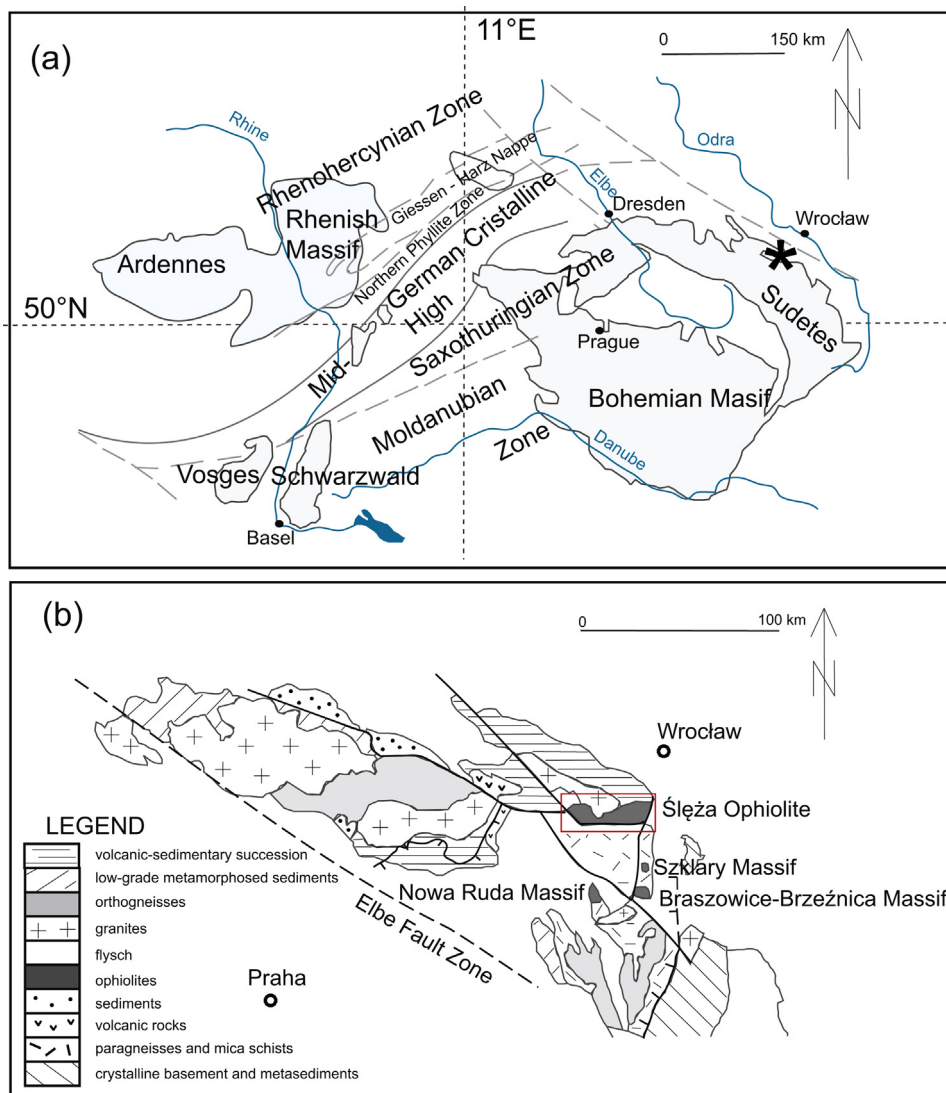 (a)
11°E
0 150 km
N
Rhine
Rhenohercynian Zone
Odra
Giessen - Harz Nappe
Elbe
Dresden
Wrocław
*
Rhenish
Massif
Northern Phyllite Zone
German Cristalline
Ardennes
High
Mid-
Saxothuringian Zone
50°N
Sudetes
Prague
Bohemian Masif
Moldanubian
Zone
Danube
Vosges
Schwarzwald
Basel
(b)
0 100 km
N
Wrocław
Ślęża Ophiolite
Szklary Massif
Nowa Ruda Massif
Braszowice-Brzeźnica Massif
Elbe Fault Zone
Praha
LEGEND
volcanic-sedimentary succession
low-grade metamorphosed sediments
orthogneisses
granites
flysch
ophiolites
sediments
volcanic rocks
paragneisses and mica schists
crystalline basement and metasediments